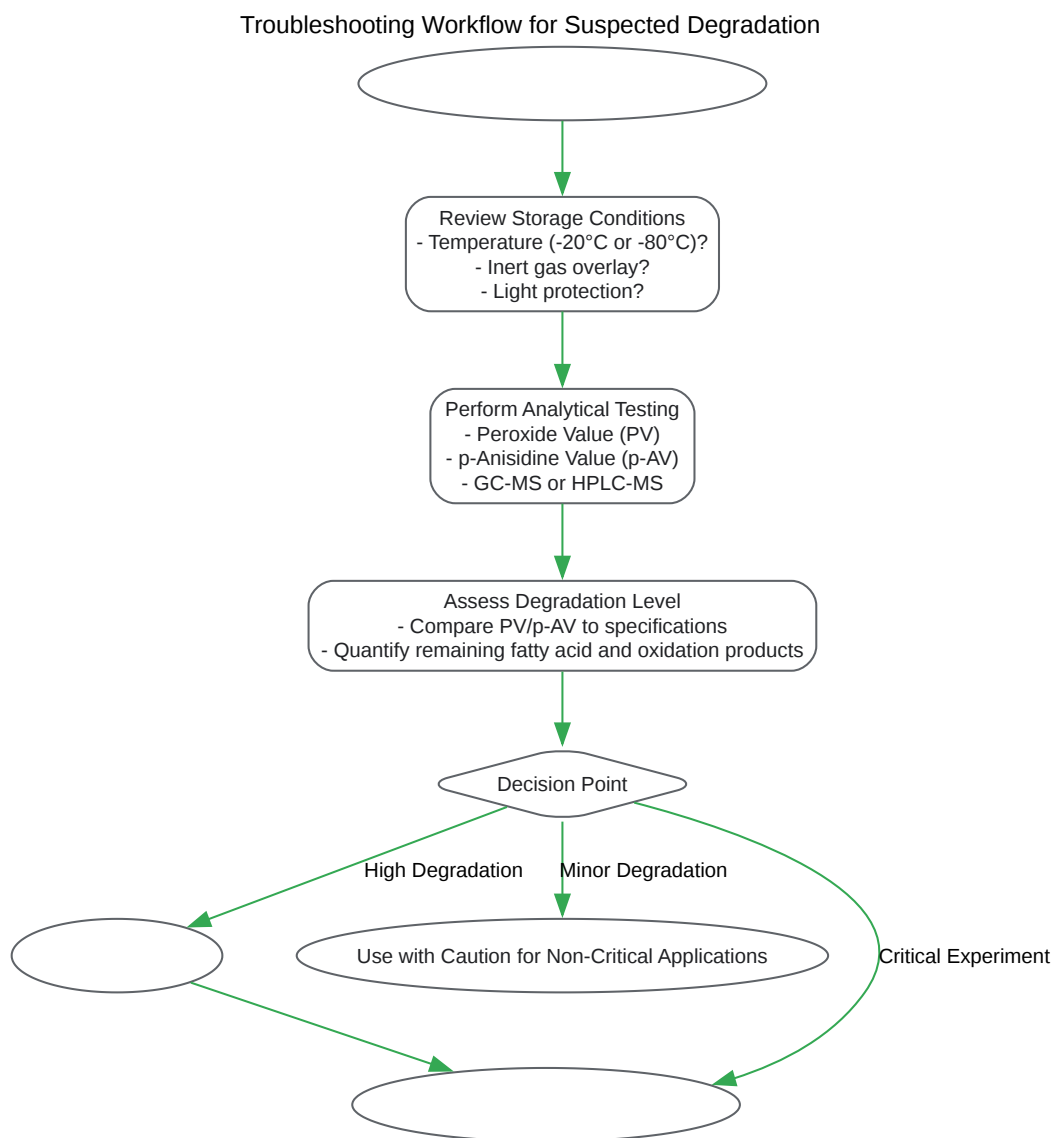 Troubleshooting Workflow for Suspected Degradation
Review Storage Conditions
- Temperature (-20°C or -80°C)?
- Inert gas overlay?
- Light protection?
Perform Analytical Testing
- Peroxide Value (PV)
- p-Anisidine Value (p-AV)
- GC-MS or HPLC-MS
Assess Degradation Level
- Compare PV/p-AV to specifications
- Quantify remaining fatty acid and oxidation products
Decision Point
High Degradation
Minor Degradation
Use with Caution for Non-Critical Applications
Critical Experiment